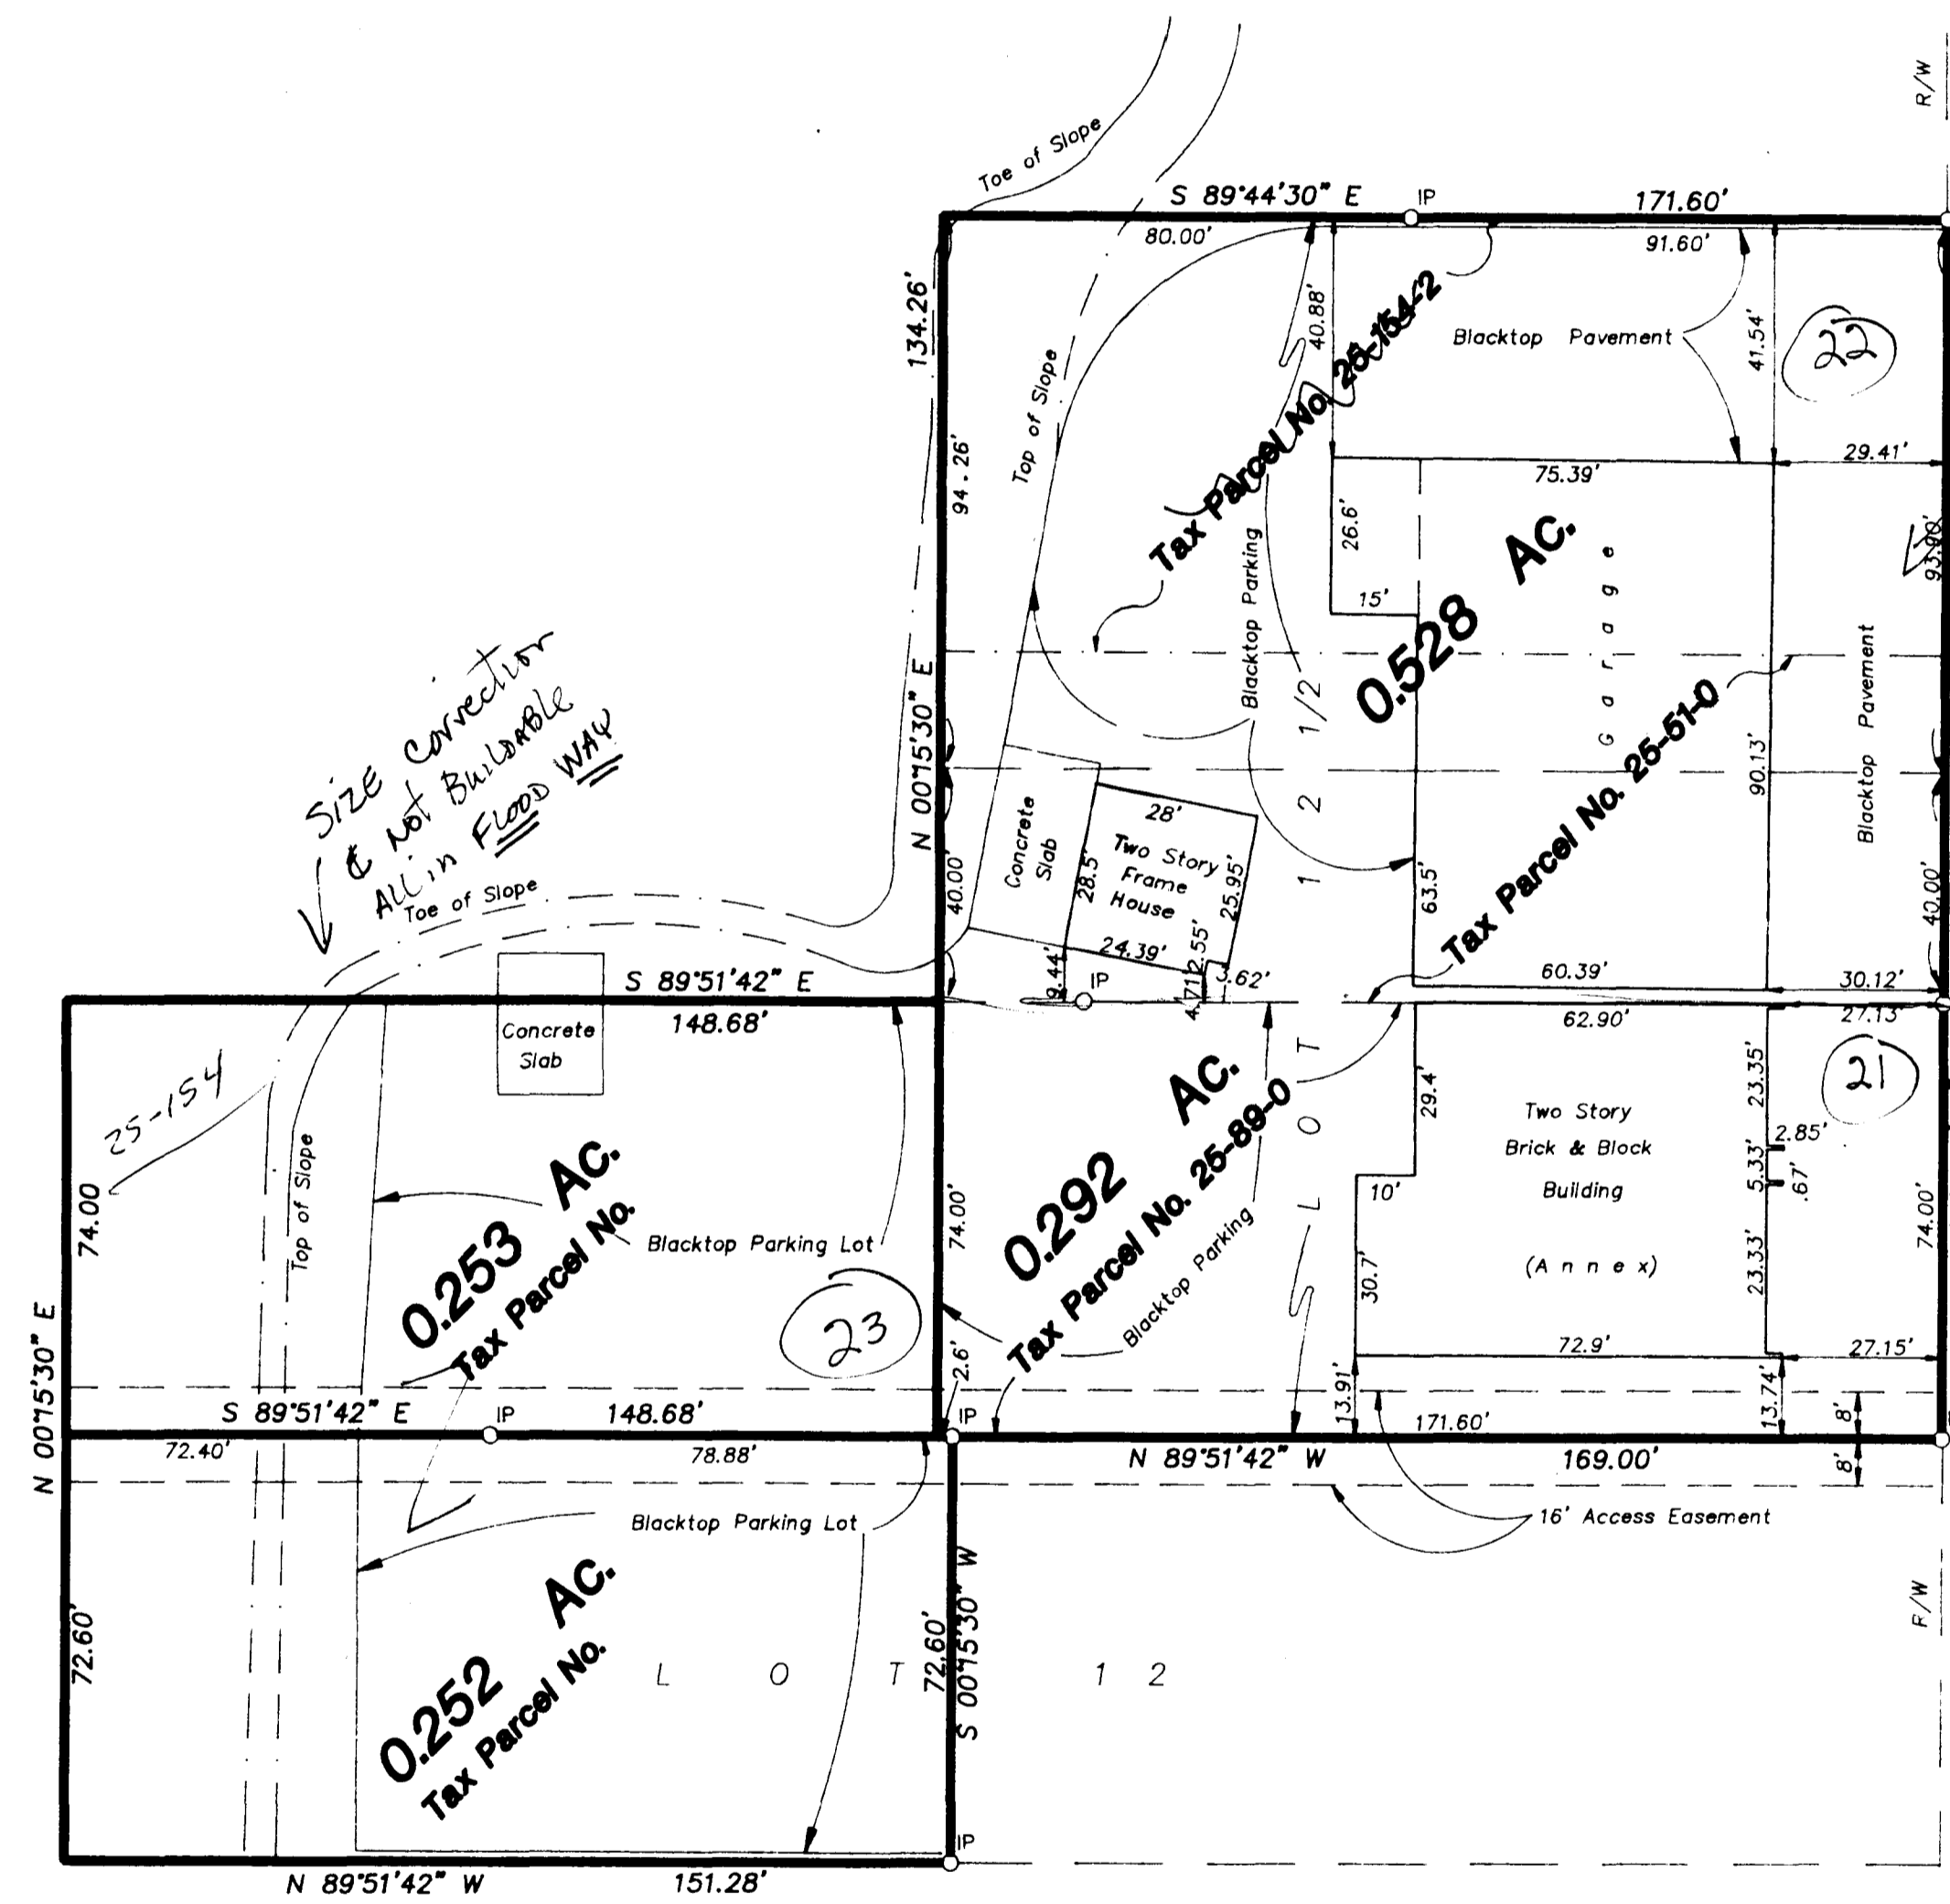 R/W
Toe of Slope
S 89°44'30" E
IP
171.60'
80.00'
91.60'
134.26'
94.26'
Top of Slope
40.88'
Tax Parcel No. 25-154-2
Blacktop Pavement
41.54'
22
29.41'
75.39'
26.6'
15'
Blacktop Parking
0.528 Ac.
Garage
93.90'
N 00°15'30" E
LOT 12 1/2
Tax Parcel No. 25-51-0
90.13'
Blacktop Pavement
Size Correction
& Not Buildable
All in Flood Way
Toe of Slope
40.00'
Concrete
Slab
28'
28.5'
Two Story
Frame
House
25.95'
24.39'
2.55'
3.62'
9.44'
4.71'
IP
63.5'
60.39'
40.00'
30.12'
S 89°51'42" E
148.68'
Concrete
Slab
62.90'
27.13'
25-154
74.00
Top of Slope
0.253 Ac.
Tax Parcel No.
Blacktop Parking Lot
23
74.00'
2.6'
0.292 Ac.
Tax Parcel No. 25-89-0
Blacktop Parking
29.4'
10'
30.7'
Two Story
Brick & Block
Building
(Annex)
23.35'
2.85'
5.33'
.67'
23.33'
21
74.00'
72.9'
27.15'
13.91'
13.74'
8'
N 00°15'30" E
S 89°51'42" E
IP
148.68'
IP
171.60'
72.40'
78.88'
N 89°51'42" W
169.00'
8'
Blacktop Parking Lot
16' Access Easement
72.60'
0.252 Ac.
Tax Parcel No.
LOT 12
72.60'
S 00°15'30" W
R/W
IP
N 89°51'42" W
151.28'